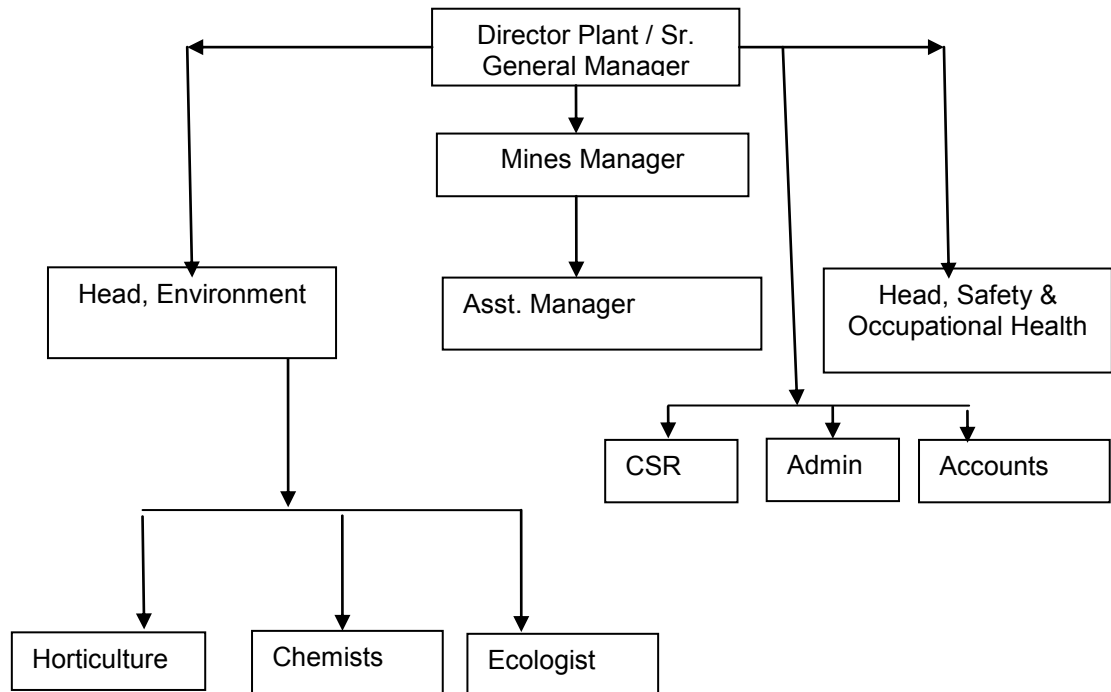 Director Plant / Sr.
General Manager
Mines Manager
Head, Environment
Asst. Manager
Head, Safety &
Occupational Health
CSR
Admin
Accounts
Horticulture
Chemists
Ecologist